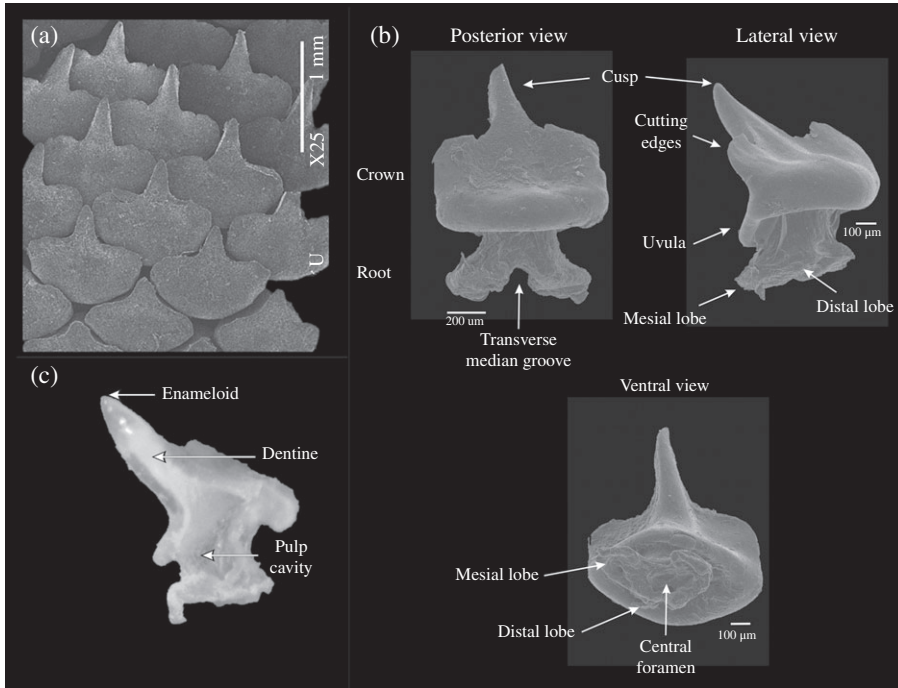 (a)
1 mm
X25
U
(b)
Posterior view
Lateral view
Cusp
Cutting
edges
Crown
Uvula
Root
100 μm
Mesial lobe
Distal lobe
200 um
Transverse
median groove
(c)
Enameloid
Dentine
Pulp
cavity
Ventral view
Mesial lobe
Distal lobe
Central
foramen
100 μm